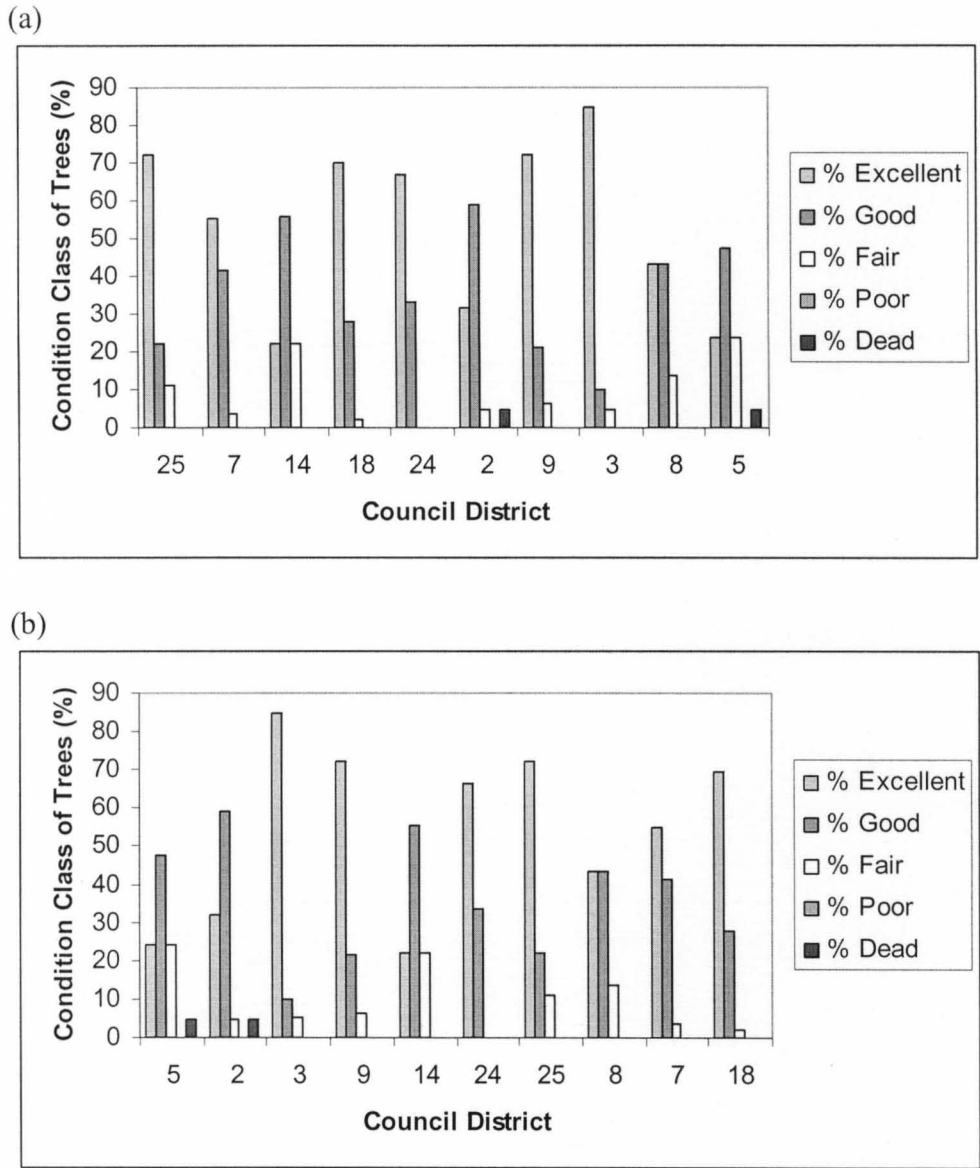 (a)
Condition Class of Trees (%)
90
80
70
60
50
40
30
20
10
0
25 7 14 18 24 2 9 3 8 5
Council District
% Excellent
% Good
% Fair
% Poor
% Dead
(b)
Condition Class of Trees (%)
90
80
70
60
50
40
30
20
10
0
5 2 3 9 14 24 25 8 7 18
Council District
% Excellent
% Good
% Fair
% Poor
% Dead